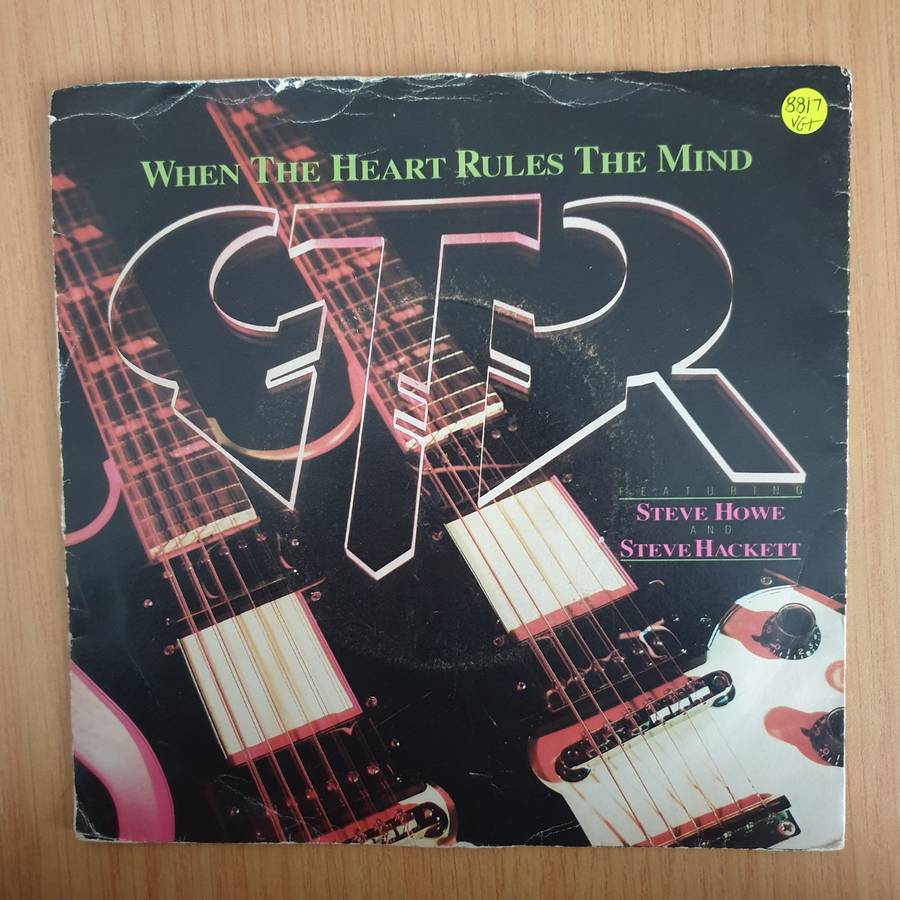 8817
VG+
WHEN THE HEART RULES THE MIND
GTR
FEATURING
STEVE HOWE
AND
STEVE HACKETT